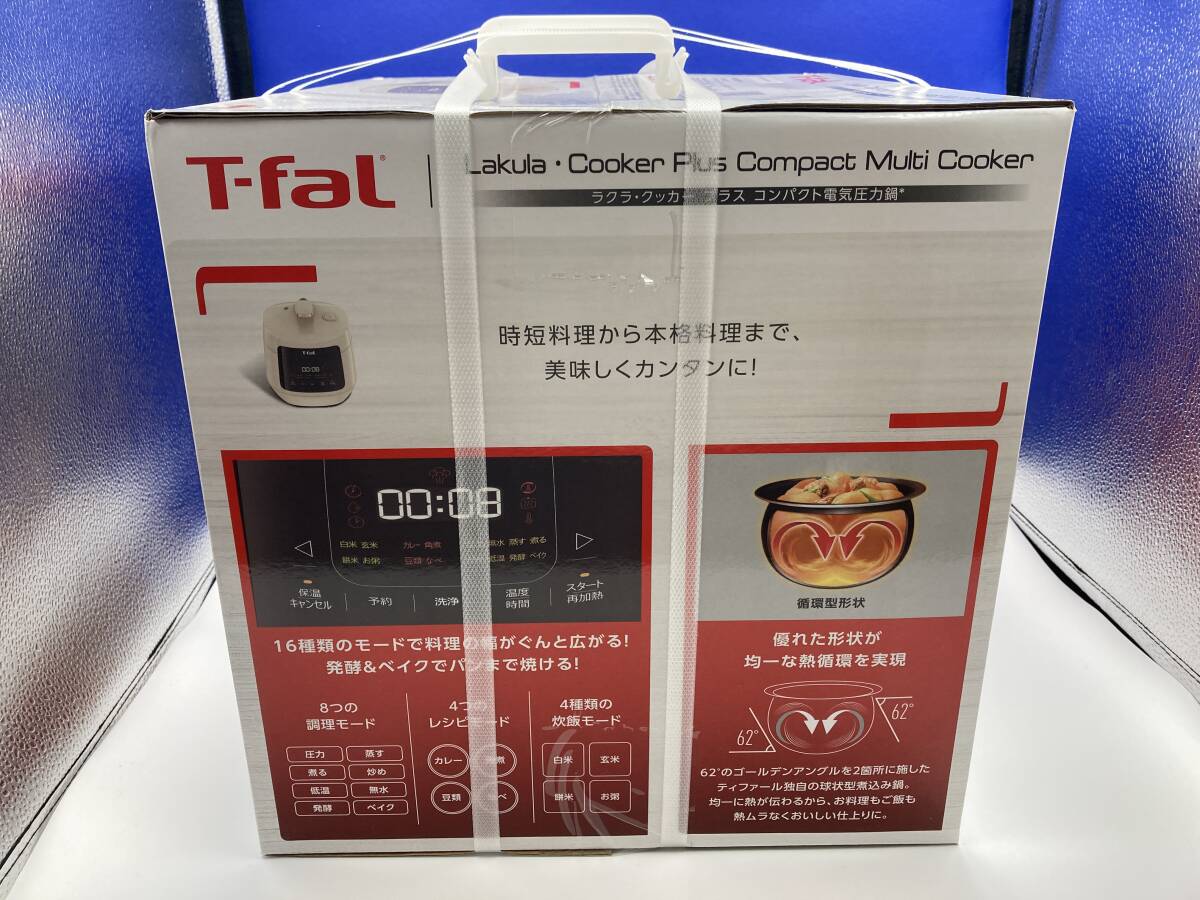 T-fal
Lakula・Cooker Plus Compact Multi Cooker
ラクラ・クッカー プラス コンパクト電気圧力鍋*
T-fal
00:08
時短料理から本格料理まで、
美味しくカンタンに!
00:08
白米 玄米 カレー 角煮 無水 蒸す 煮る
餅米 お粥 豆類 なべ 低温 発酵 ベイク
保温
キャンセル
予約
洗浄
温度
時間
スタート
再加熱
16種類のモードで料理の幅がぐんと広がる!
発酵&ベイクでパンまで焼ける!
8つの
調理モード
圧力 蒸す
煮る 炒め
低温 無水
発酵 ベイク
4つの
レシピモード
カレー 角煮
豆類 なべ
4種類の
炊飯モード
白米 玄米
餅米 お粥
循環型形状
優れた形状が
均一な熱循環を実現
62°
62°
62°のゴールデンアングルを2箇所に施した
ティファール独自の球状型煮込み鍋。
均一に熱が伝わるから、お料理もご飯も
熱ムラなくおいしい仕上りに。